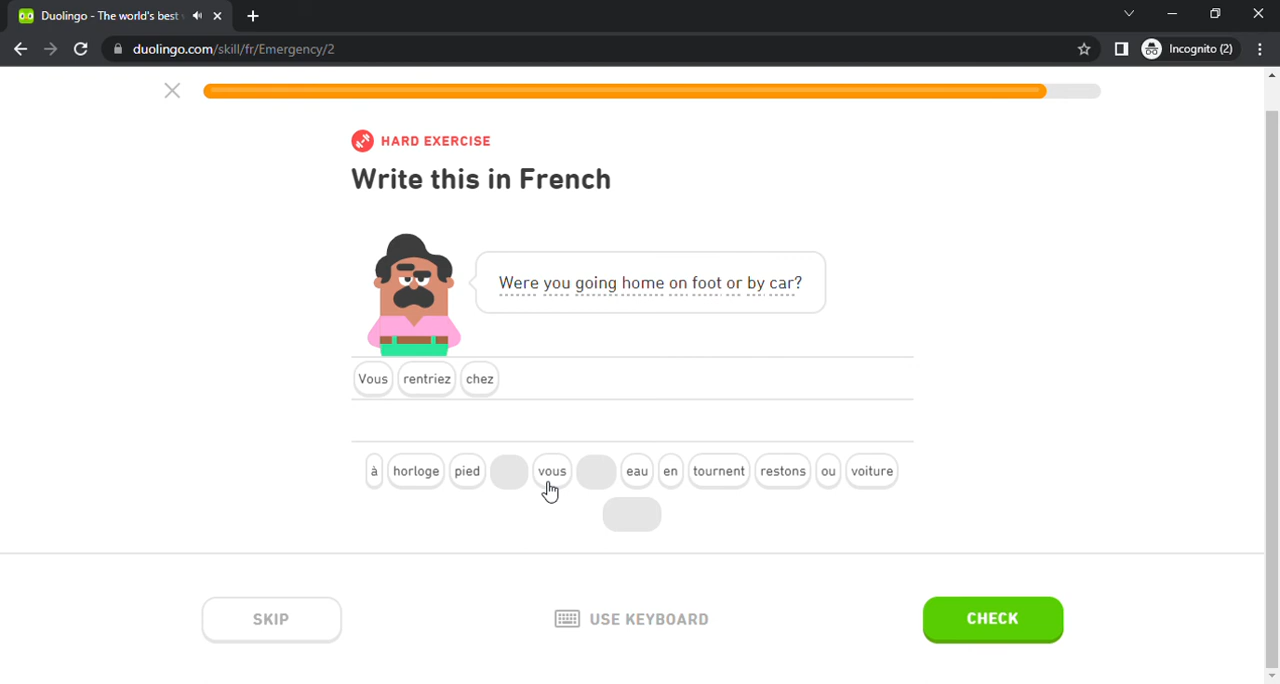 Duolingo - The world's best
duolingo.com/skill/fr/Emergency/2
Incognito (2)
HARD EXERCISE
Write this in French
Were you going home on foot or by car?
Vous rentriez chez
à horloge pied vous eau en tournent restons ou voiture
SKIP
USE KEYBOARD
CHECK